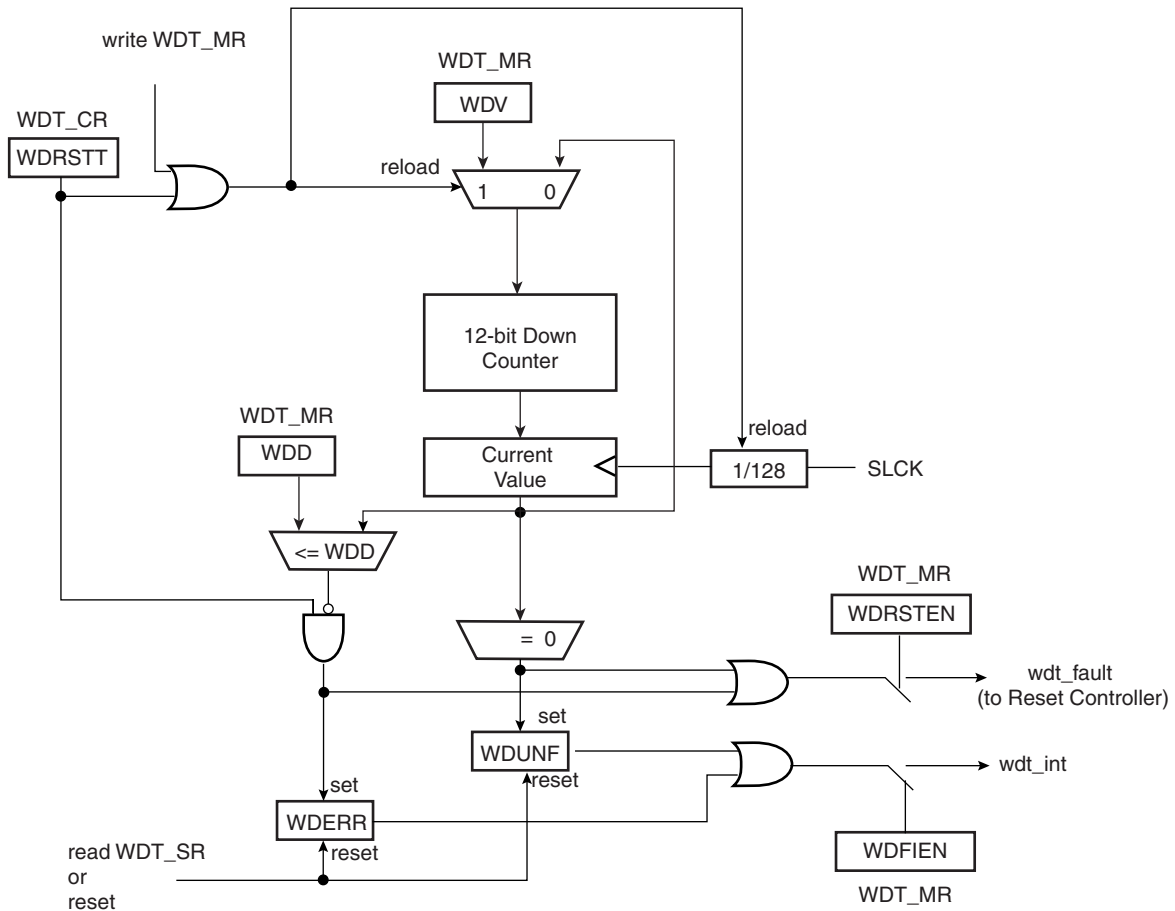 write WDT_MR
WDT_MR
WDV
WDT_CR
WDRSTT
reload
1 0
12-bit Down
Counter
WDT_MR
WDD
reload
Current
Value
1/128
SLCK
<= WDD
WDT_MR
WDRSTEN
= 0
wdt_fault
(to Reset Controller)
set
WDUNF
reset
wdt_int
set
WDERR
reset
read WDT_SR
or
reset
WDFIEN
WDT_MR